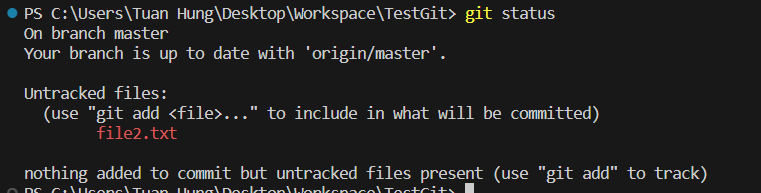 PS C:\Users\Tuan Hung\Desktop\Workspace\TestGit> git status
On branch master
Your branch is up to date with 'origin/master'.
Untracked files:
(use "git add <file>..." to include in what will be committed)
file2.txt
nothing added to commit but untracked files present (use "git add" to track)
PS C:\Users\Tuan Hung\Desktop\Workspace\TestGit>